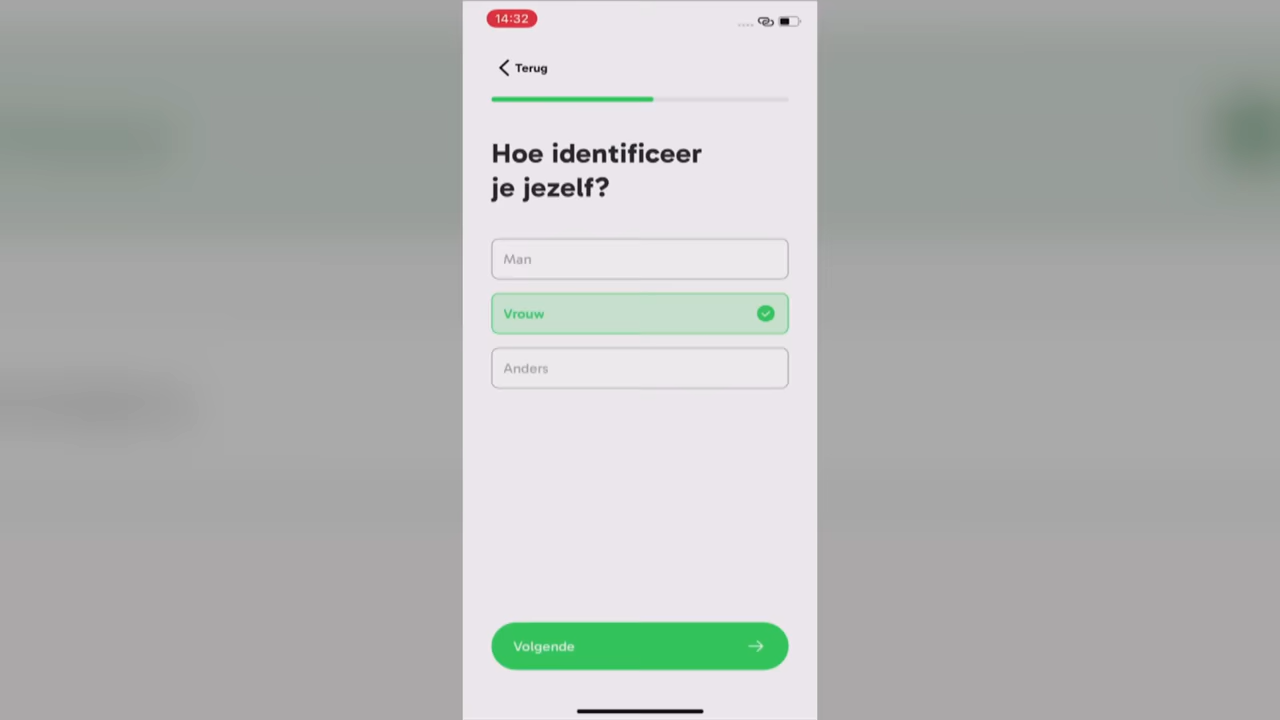 14:32
Terug
Hoe identificeer
je jezelf?
Man
Vrouw
Anders
Volgende